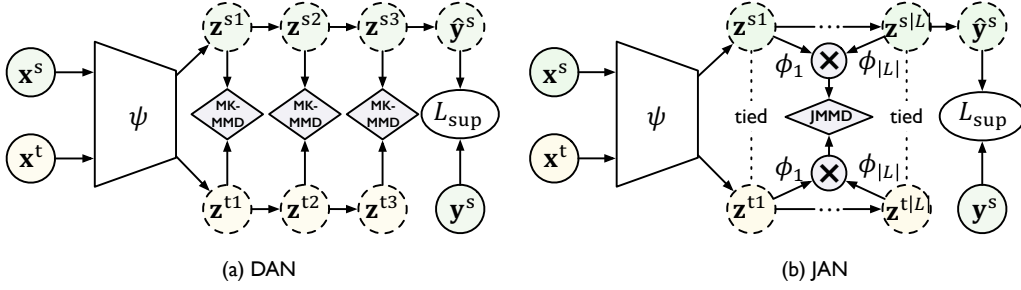 z^s1 z^s2 z^s3 ŷ^s
x^s
MK-MMD MK-MMD MK-MMD
ψ
L_sup
x^t
z^t1 z^t2 z^t3 y^s
(a) DAN
z^s1 ... z^s|L| ŷ^s
x^s
ϕ_1 × ϕ_|L|
ψ
tied JMMD tied
L_sup
x^t
ϕ_1 × ϕ_|L|
z^t1 ... z^t|L| y^s
(b) JAN